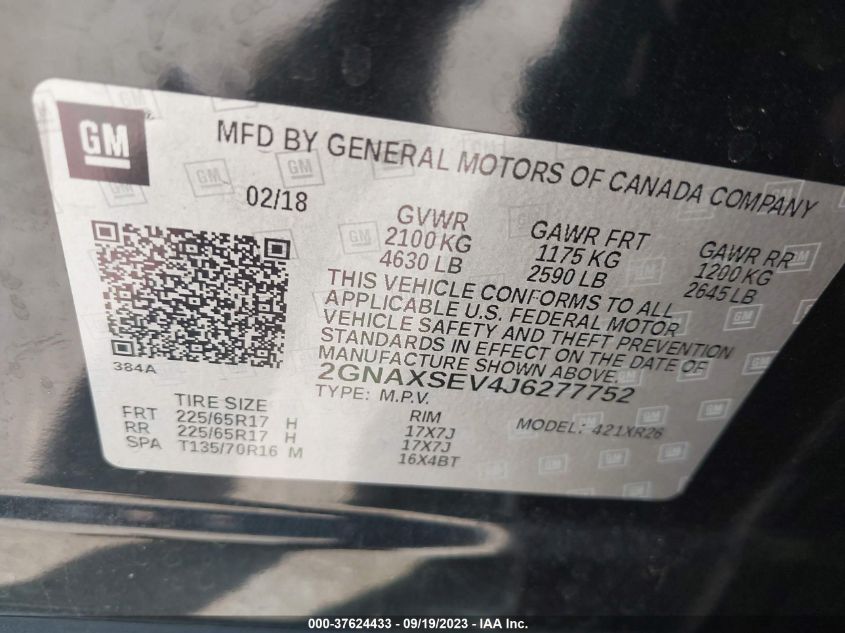 GM
MFD BY GENERAL MOTORS OF CANADA COMPANY
02/18
GVWR
2100 KG
4630 LB
GAWR FRT
1175 KG
2590 LB
GAWR RR
1200 KG
2645 LB
THIS VEHICLE CONFORMS TO ALL
APPLICABLE U.S. FEDERAL MOTOR
VEHICLE SAFETY AND THEFT PREVENTION
STANDARDS IN EFFECT ON THE DATE OF
MANUFACTURE SHOWN ABOVE.
2GNAXSEV4J6277752
TYPE: M.P.V.
MODEL: 421XR26
384A
TIRE SIZE
RIM
FRT 225/65R17 H 17X7J
RR 225/65R17 H 17X7J
SPA T135/70R16 M 16X4BT
000-37624433 - 09/19/2023 - IAA Inc.